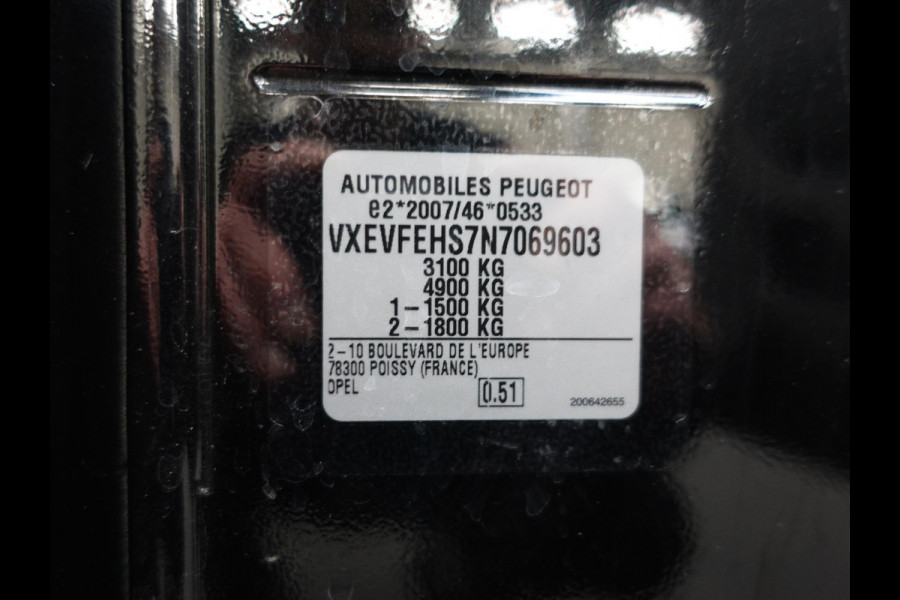 AUTOMOBILES PEUGEOT
e2*2007/46*0533
VXEVFEHS7N7069603
3100 KG
4900 KG
1-1500 KG
2-1800 KG
2-10 BOULEVARD DE L'EUROPE
78300 POISSY (FRANCE)
OPEL
0.51
200642655